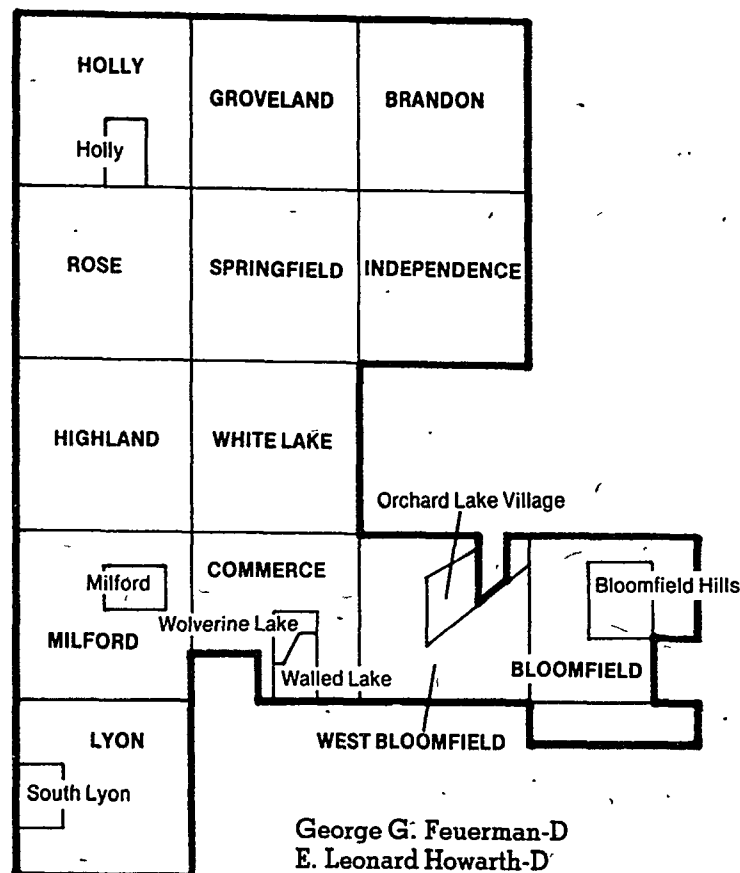 HOLLY
GROVELAND
BRANDON
Holly
ROSE
SPRINGFIELD
INDEPENDENCE
HIGHLAND
WHITE LAKE
Orchard Lake Village
Milford
COMMERCE
Bloomfield Hills
Wolverine Lake
MILFORD
Walled Lake
BLOOMFIELD
LYON
WEST BLOOMFIELD
South Lyon
George G. Feuerman-D
E. Leonard Howarth-D